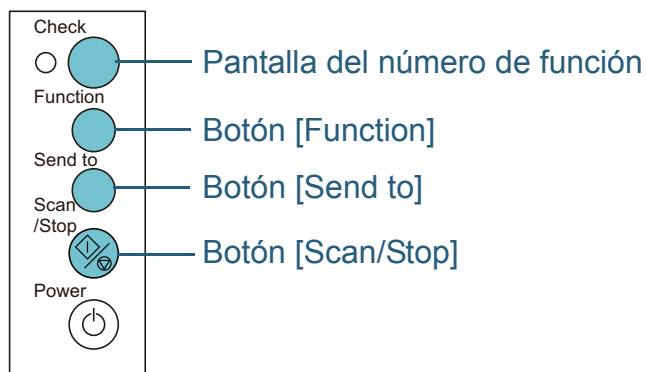 Check
Pantalla del número de función
Function
Botón [Function]
Send to
Botón [Send to]
Scan
/Stop
Botón [Scan/Stop]
Power